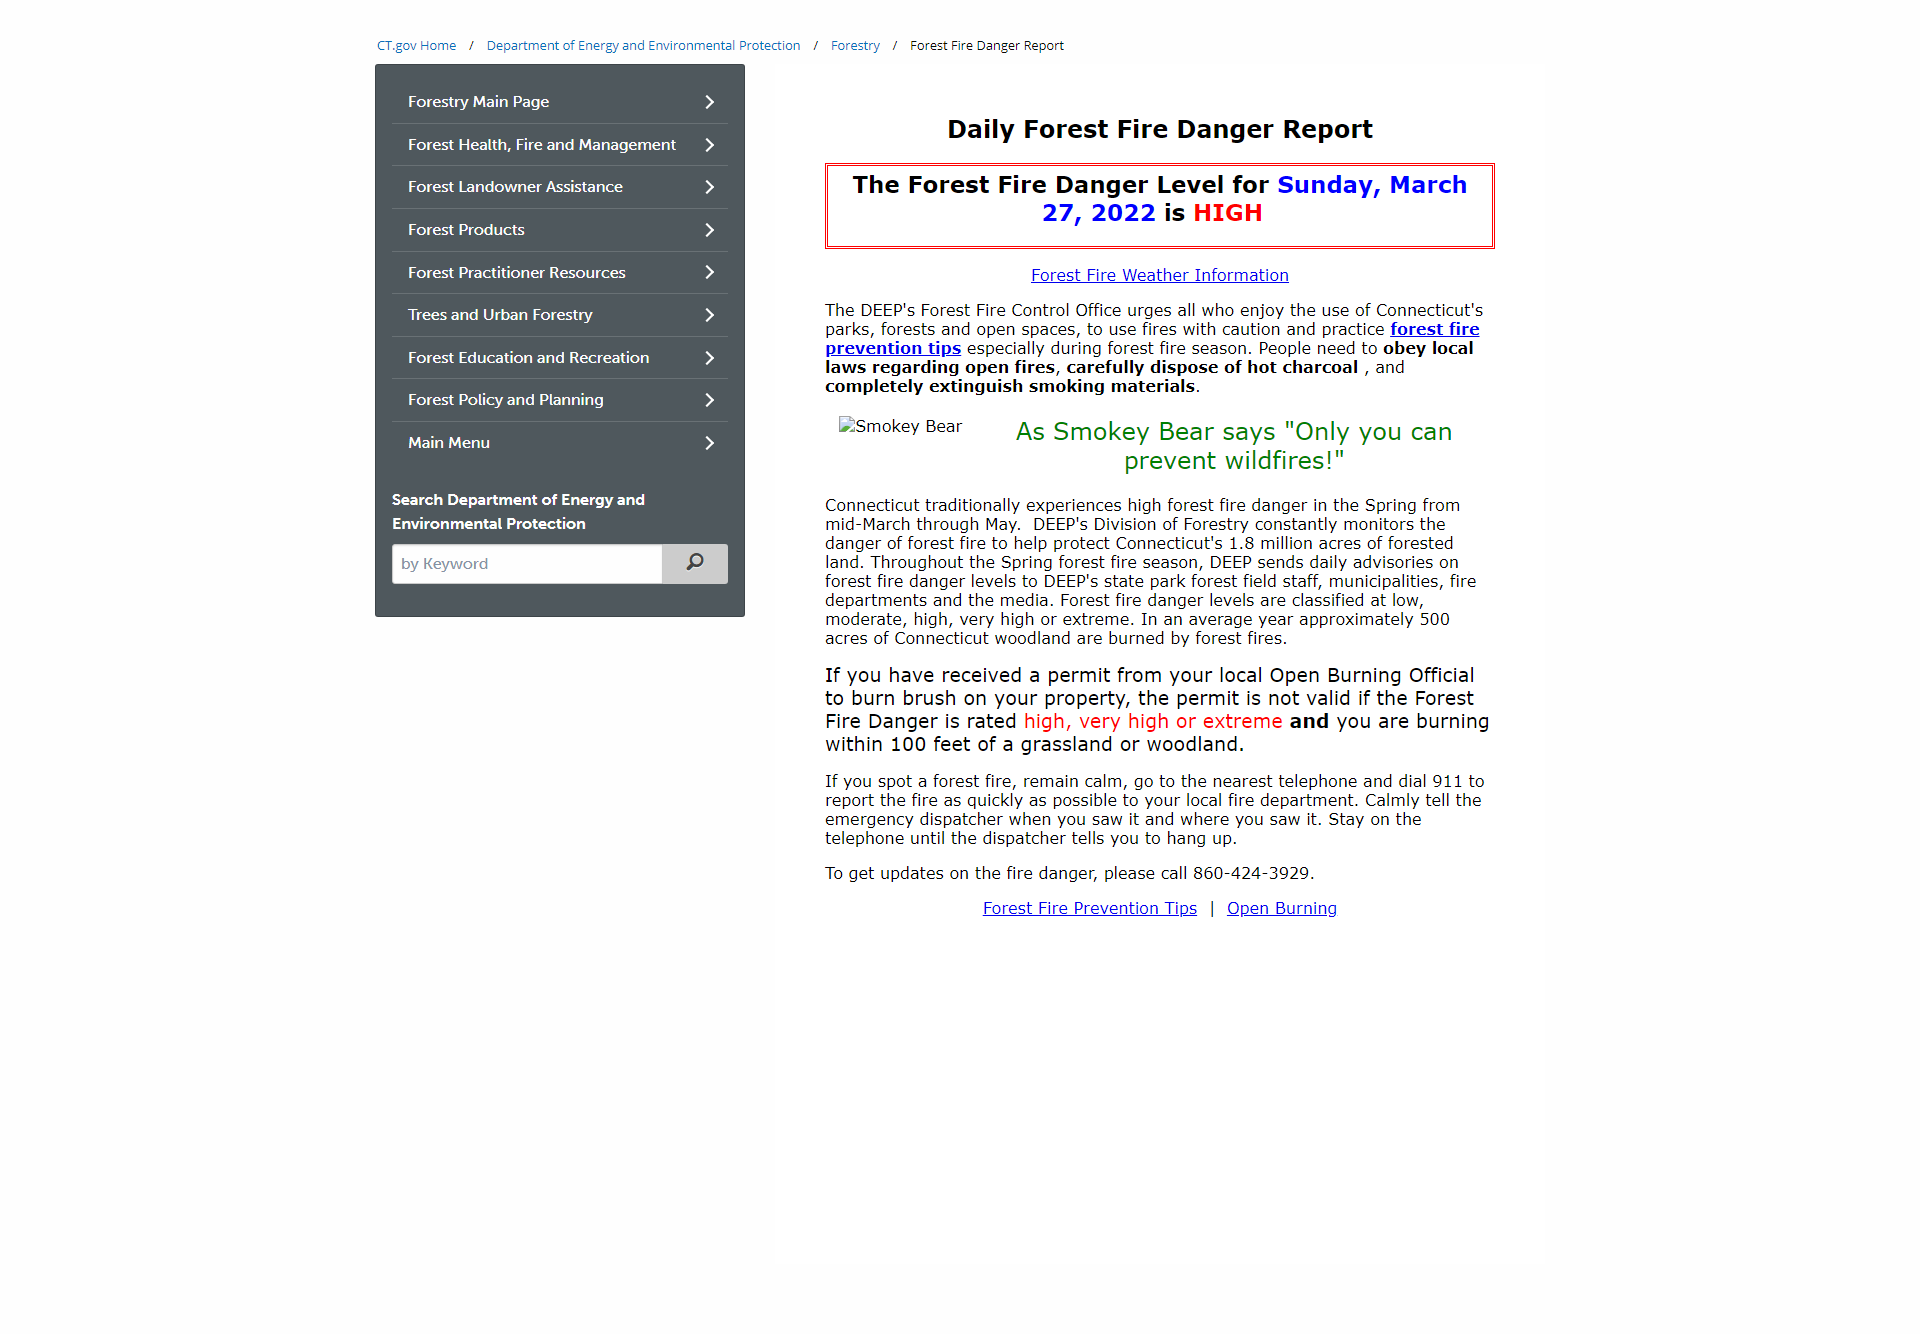 CT.gov Home / Department of Energy and Environmental Protection / Forestry / Forest Fire Danger Report
Forestry Main Page
Forest Health, Fire and Management
Forest Landowner Assistance
Forest Products
Forest Practitioner Resources
Trees and Urban Forestry
Forest Education and Recreation
Forest Policy and Planning
Main Menu
Search Department of Energy and
Environmental Protection
by Keyword
Daily Forest Fire Danger Report
The Forest Fire Danger Level for Sunday, March
27, 2022 is HIGH
Forest Fire Weather Information
The DEEP's Forest Fire Control Office urges all who enjoy the use of Connecticut's
parks, forests and open spaces, to use fires with caution and practice forest fire
prevention tips especially during forest fire season. People need to obey local
laws regarding open fires, carefully dispose of hot charcoal , and
completely extinguish smoking materials.
Smokey Bear
As Smokey Bear says "Only you can
prevent wildfires!"
Connecticut traditionally experiences high forest fire danger in the Spring from
mid-March through May.  DEEP's Division of Forestry constantly monitors the
danger of forest fire to help protect Connecticut's 1.8 million acres of forested
land. Throughout the Spring forest fire season, DEEP sends daily advisories on
forest fire danger levels to DEEP's state park forest field staff, municipalities, fire
departments and the media. Forest fire danger levels are classified at low,
moderate, high, very high or extreme. In an average year approximately 500
acres of Connecticut woodland are burned by forest fires.
If you have received a permit from your local Open Burning Official
to burn brush on your property, the permit is not valid if the Forest
Fire Danger is rated high, very high or extreme and you are burning
within 100 feet of a grassland or woodland.
If you spot a forest fire, remain calm, go to the nearest telephone and dial 911 to
report the fire as quickly as possible to your local fire department. Calmly tell the
emergency dispatcher when you saw it and where you saw it. Stay on the
telephone until the dispatcher tells you to hang up.
To get updates on the fire danger, please call 860-424-3929.
Forest Fire Prevention Tips | Open Burning